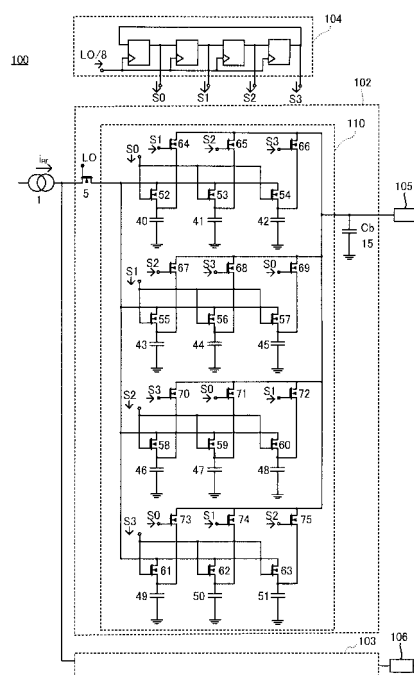 100
104
LO/8
S0 S1 S2 S3
102
110
i_RF
LO
1
5
S0
S1 64 S2 65 S3 66
52 53 54
40 41 42
105
Cb
15
S1
S2 67 S3 68 S0 69
55 56 57
43 44 45
S2
S3 70 S0 71 S1 72
58 59 60
46 47 48
S3
S0 73 S1 74 S2 75
61 62 63
49 50 51
103
106